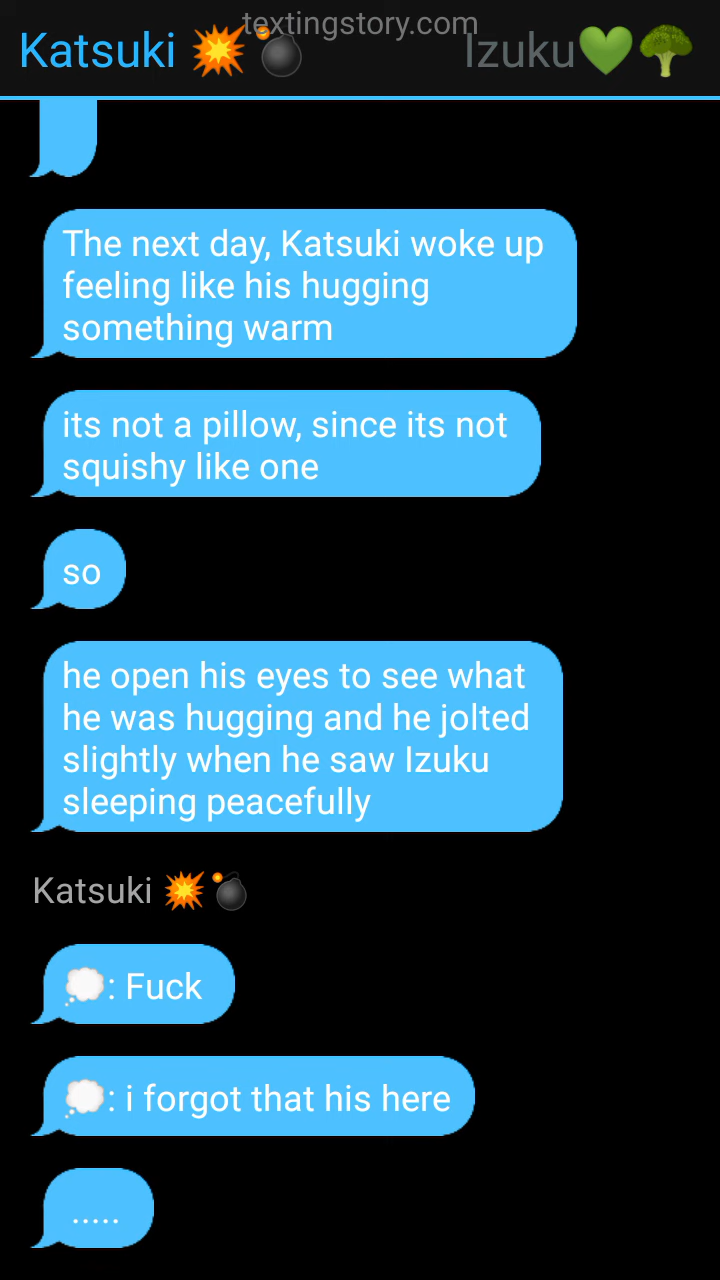 textingstory.com
Katsuki 💥💣 Izuku💚🥦
The next day, Katsuki woke up
feeling like his hugging
something warm
its not a pillow, since its not
squishy like one
so
he open his eyes to see what
he was hugging and he jolted
slightly when he saw Izuku
sleeping peacefully
Katsuki 💥💣
💭: Fuck
💭: i forgot that his here
.....